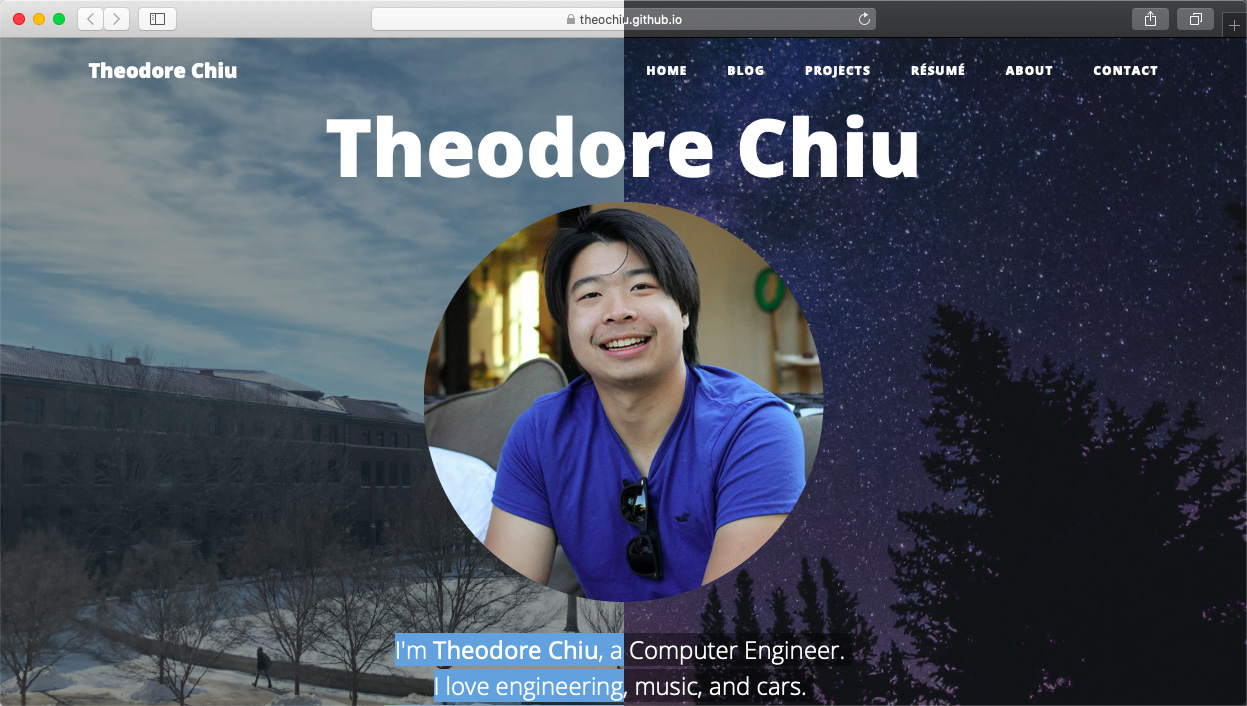 theochiu.github.io
Theodore Chiu
HOME BLOG PROJECTS RÉSUMÉ ABOUT CONTACT
Theodore Chiu
I'm Theodore Chiu, a Computer Engineer.
I love engineering, music, and cars.